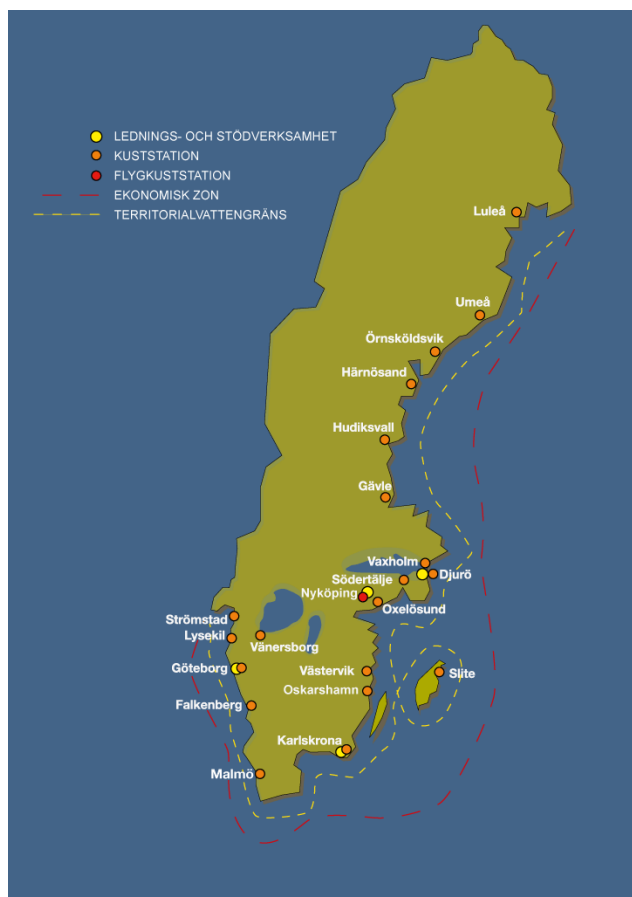 LEDNINGS- OCH STÖDVERKSAMHET
KUSTSTATION
FLYGKUSTSTATION
EKONOMISK ZON
TERRITORIALVATTENGRÄNS
Luleå
Umeå
Örnsköldsvik
Härnösand
Hudiksvall
Gävle
Vaxholm
Djurö
Södertälje
Nyköping
Oxelösund
Strömstad
Lysekil
Vänersborg
Göteborg
Västervik
Slite
Oskarshamn
Falkenberg
Karlskrona
Malmö